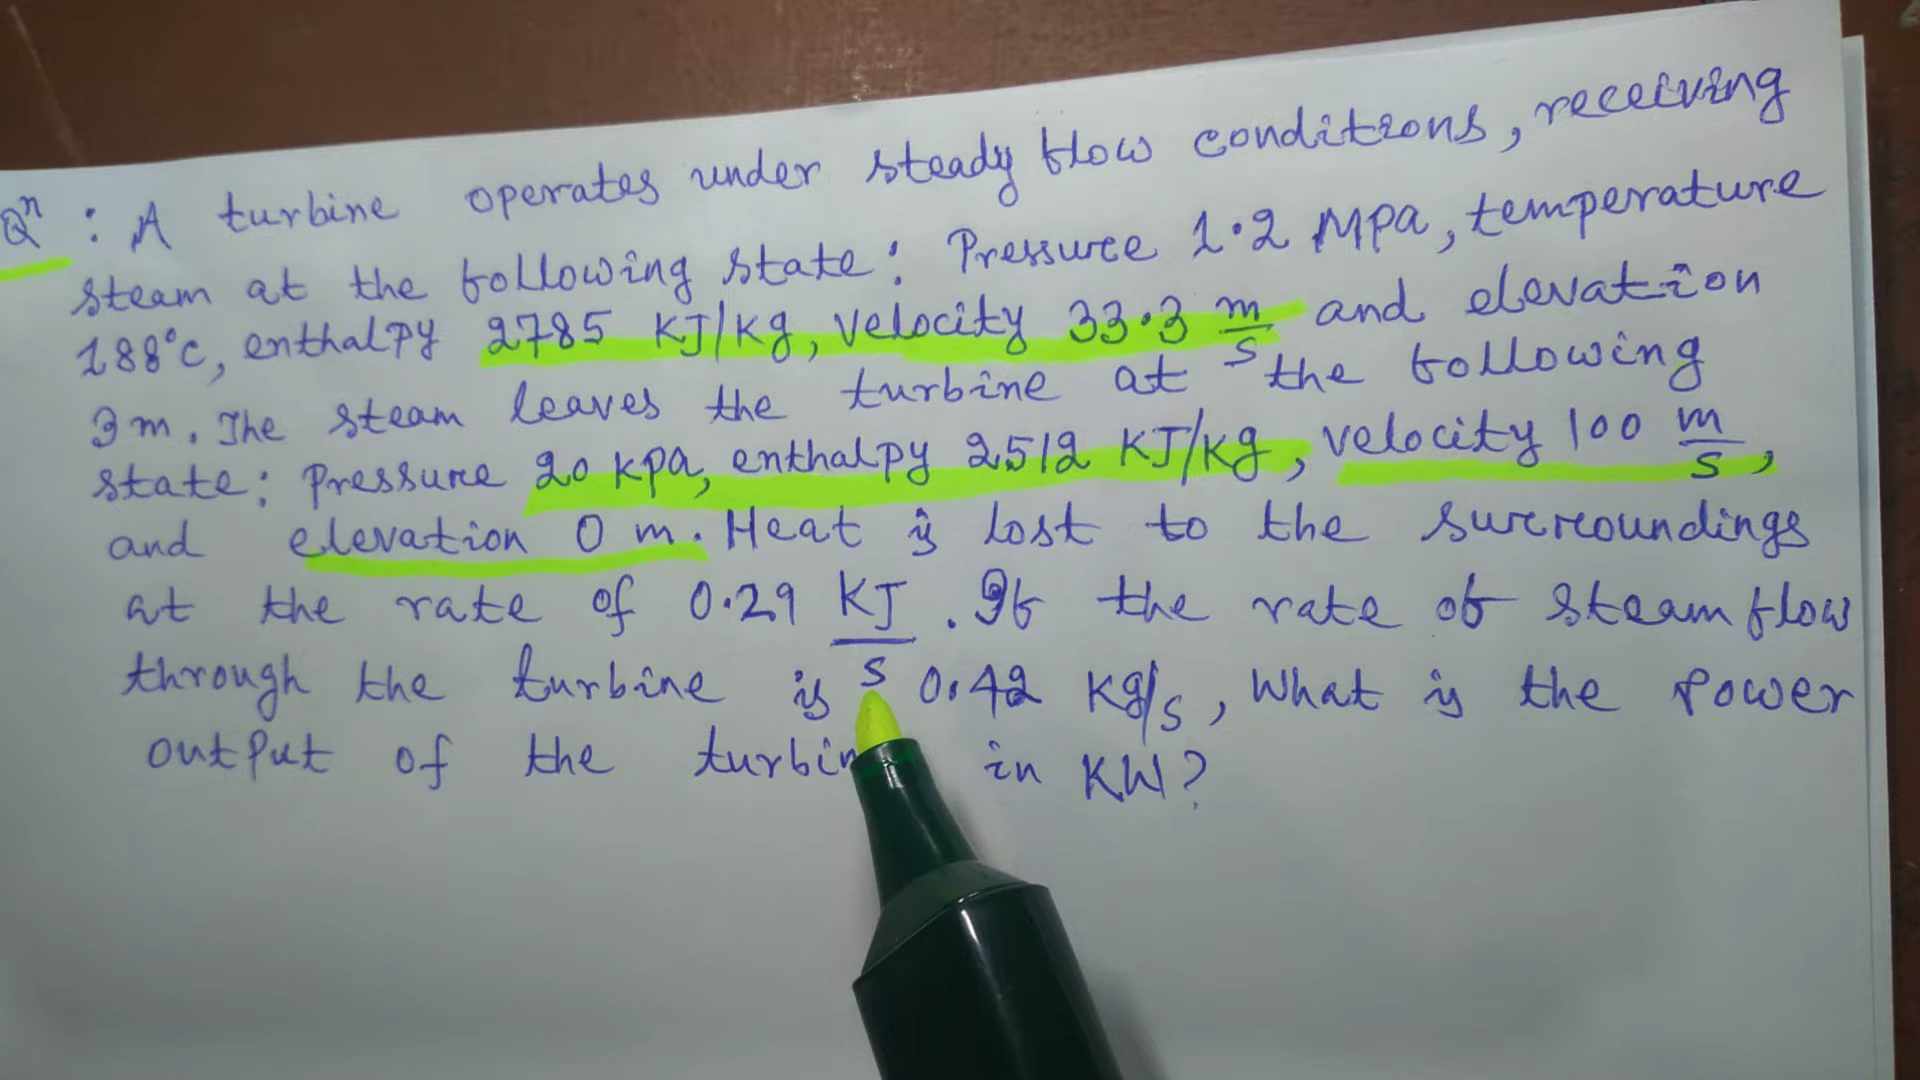 Qn : A turbine operates under steady flow conditions, receiving
steam at the following state: Pressure 1.2 MPa, temperature
188°C, enthalpy 2785 KJ/Kg, velocity 33.3 m/s and elevation
3m. The steam leaves the turbine at the following
state: Pressure 20 kPa, enthalpy 2512 KJ/Kg, velocity 100 m/s,
and elevation 0 m. Heat is lost to the surroundings
at the rate of 0.29 KJ/s. If the rate of steam flow
through the turbine is 0.42 Kg/s, What is the Power
output of the turbin in KW?